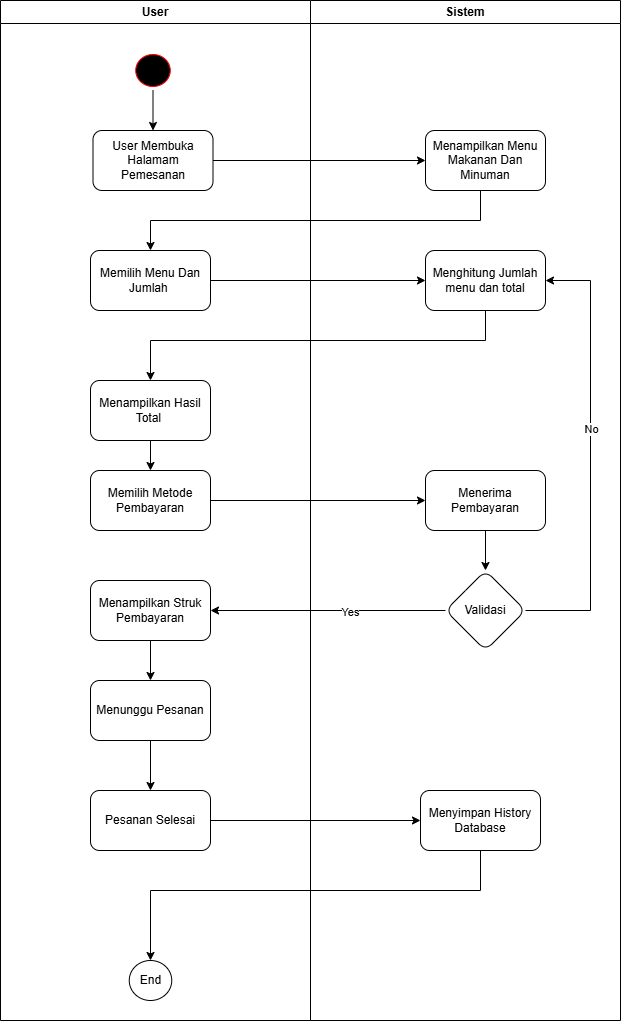 User
Sistem
User Membuka
Halamam
Pemesanan
Menampilkan Menu
Makanan Dan
Minuman
Memilih Menu Dan
Jumlah
Menghitung Jumlah
menu dan total
Menampilkan Hasil
Total
No
Memilih Metode
Pembayaran
Menerima
Pembayaran
Menampilkan Struk
Pembayaran
Yes
Validasi
Menunggu Pesanan
Pesanan Selesai
Menyimpan History
Database
End